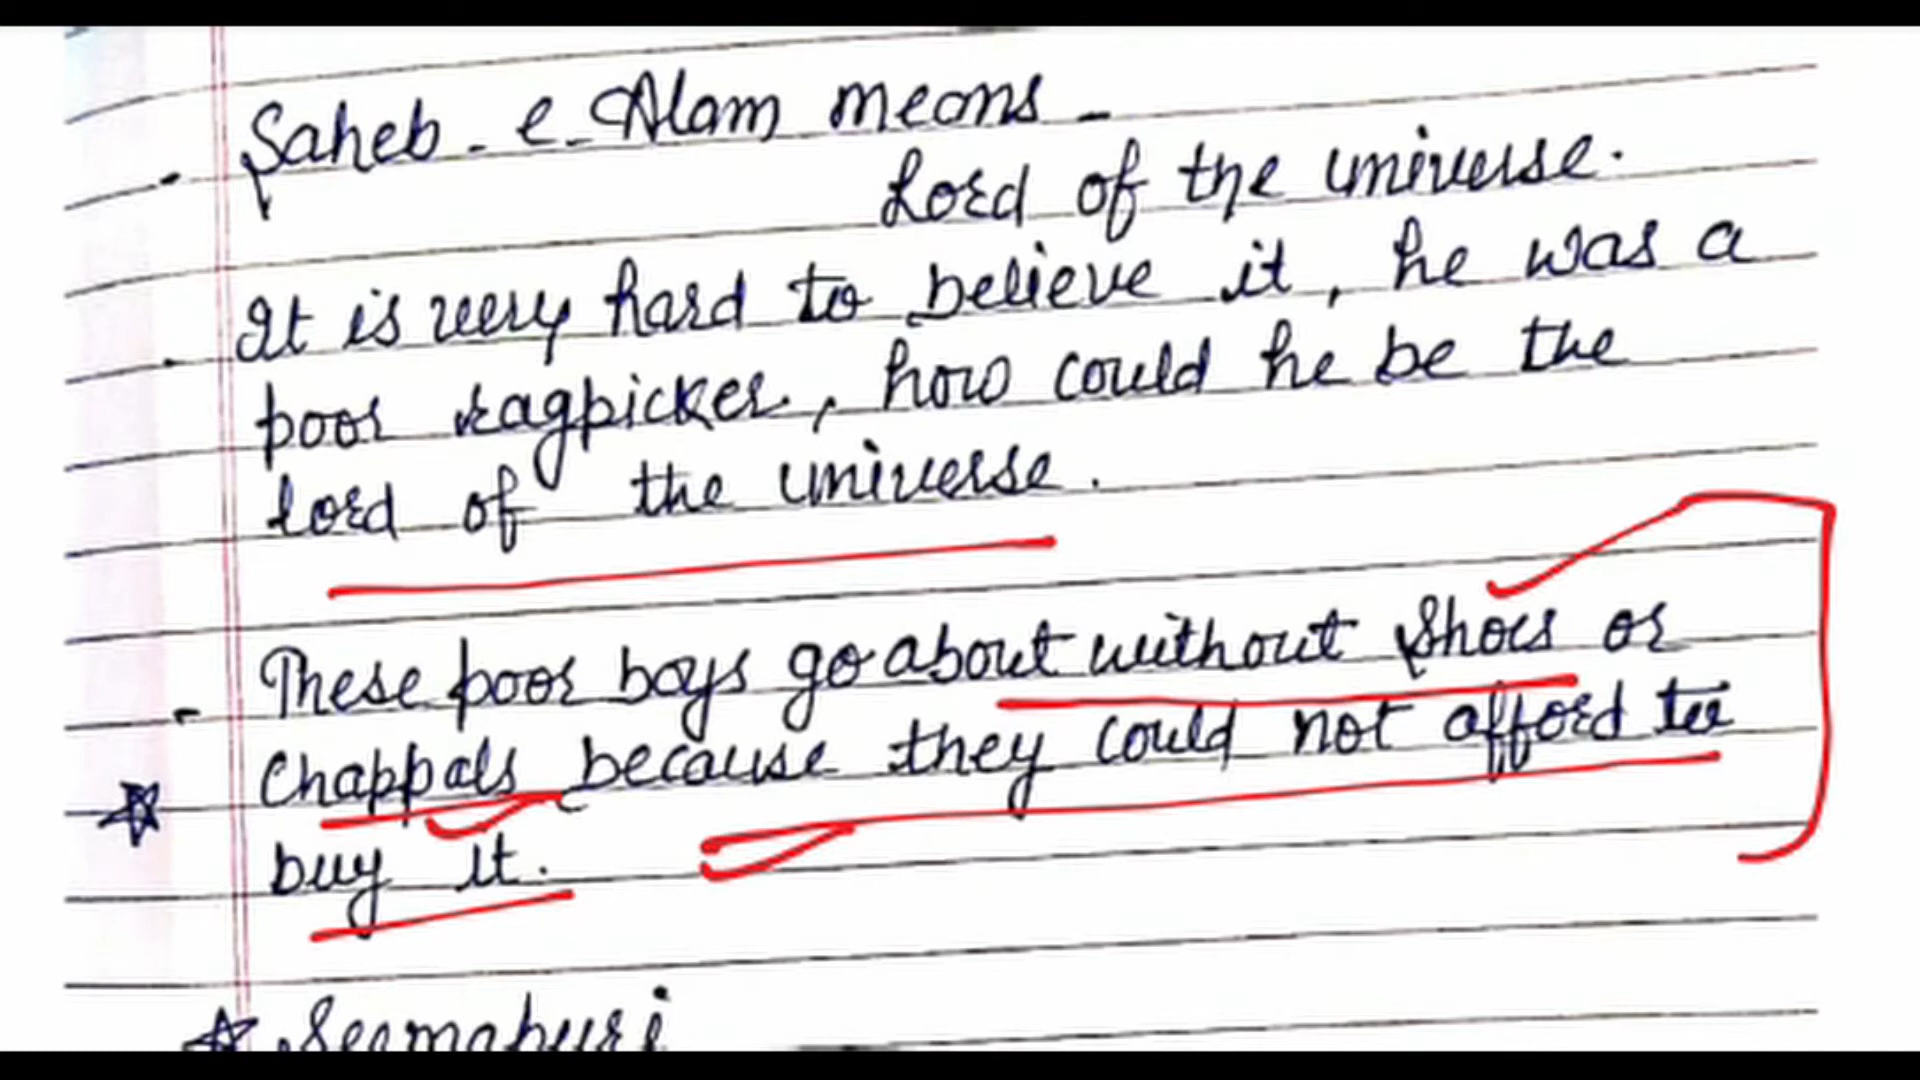 Saheb - e - Alam means -
Lord of the universe.
It is very hard to believe it, he was a
poor ragpicker, how could he be the
lord of the universe.
These poor boys go about without shoes or
Chappals because they could not afford to
buy it.
Seemapuri